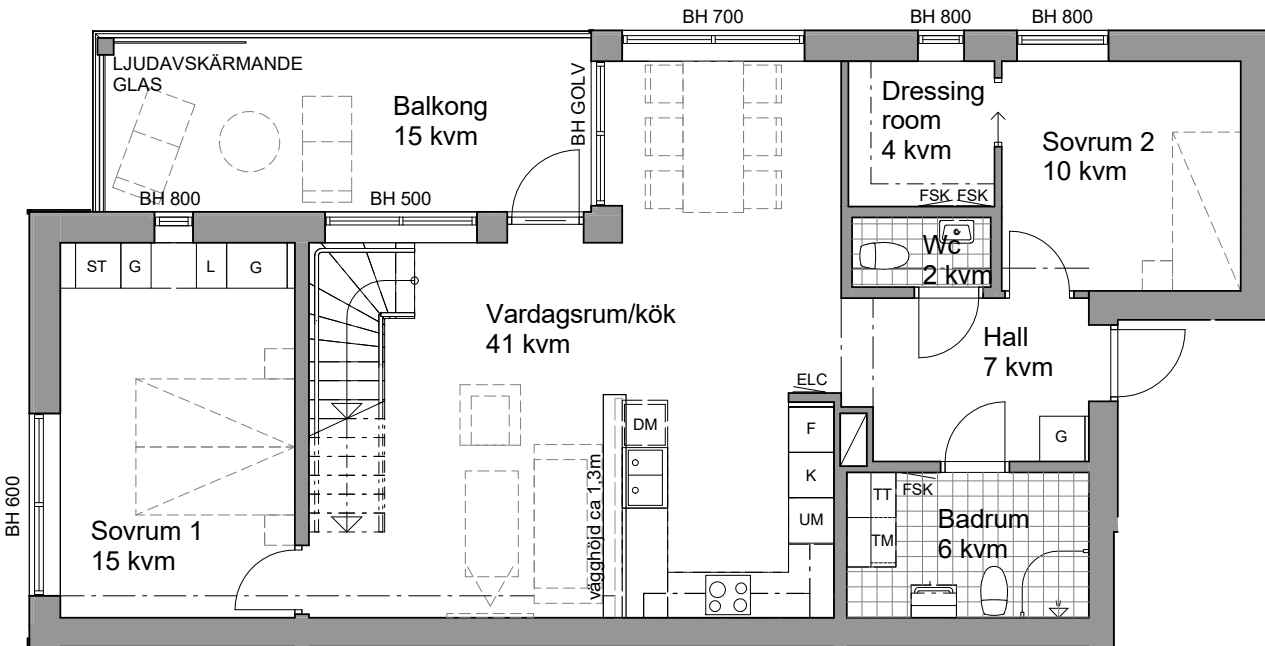 BH 700
BH 800
BH 800
LJUDAVSKÄRMANDE
GLAS
Balkong
15 kvm
BH GOLV
Dressing
room
4 kvm
Sovrum 2
10 kvm
BH 800
BH 500
FSK
FSK
Wc
2 kvm
ST
G
L
G
Vardagsrum/kök
41 kvm
Hall
7 kvm
ELC
DM
F
G
K
vägghöjd ca 1,3m
BH 600
UM
TT
FSK
TM
Sovrum 1
15 kvm
Badrum
6 kvm